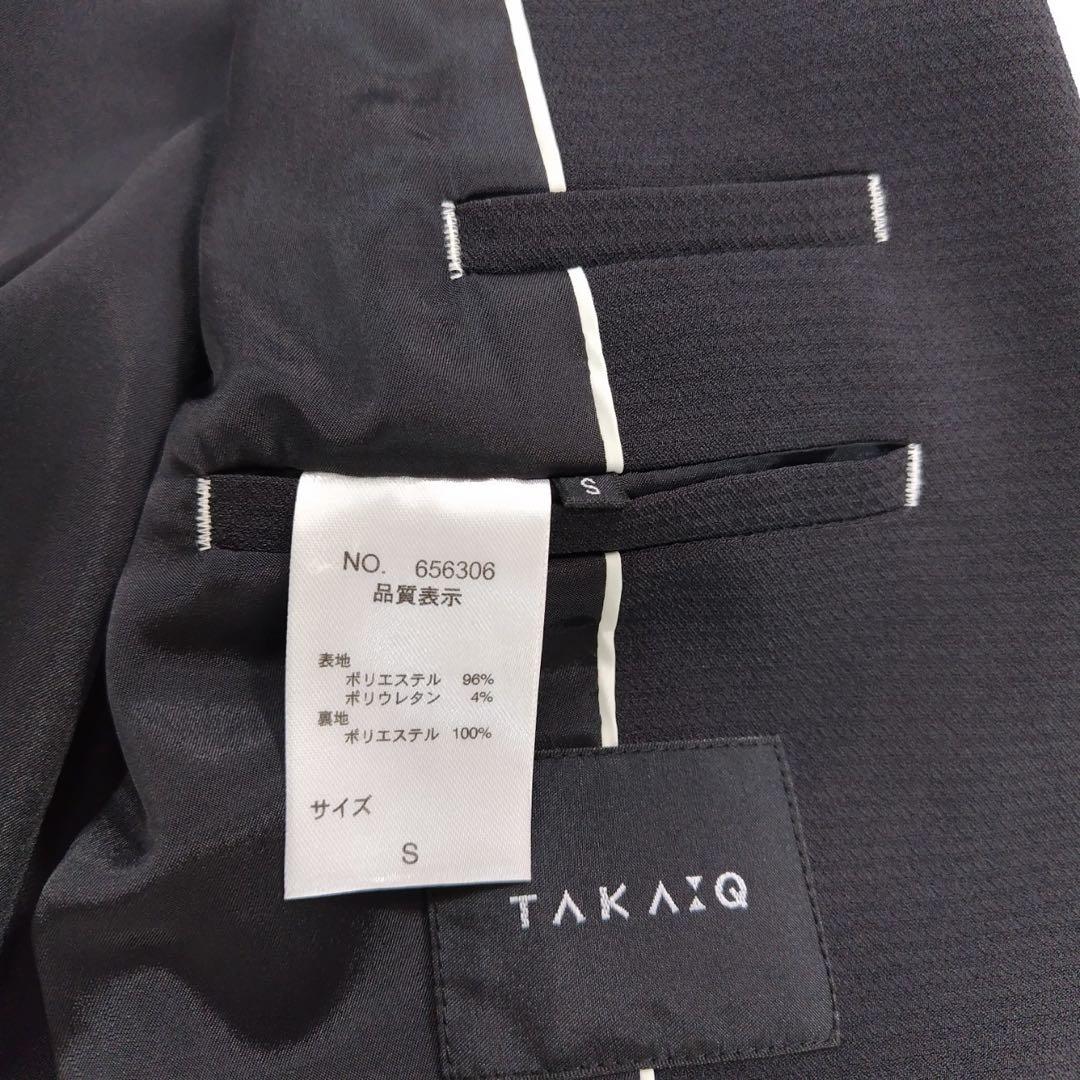 S
NO. 656306
品質表示
表地
ポリエステル 96%
ポリウレタン 4%
裏地
ポリエステル 100%
サイズ
S
TAKA:Q